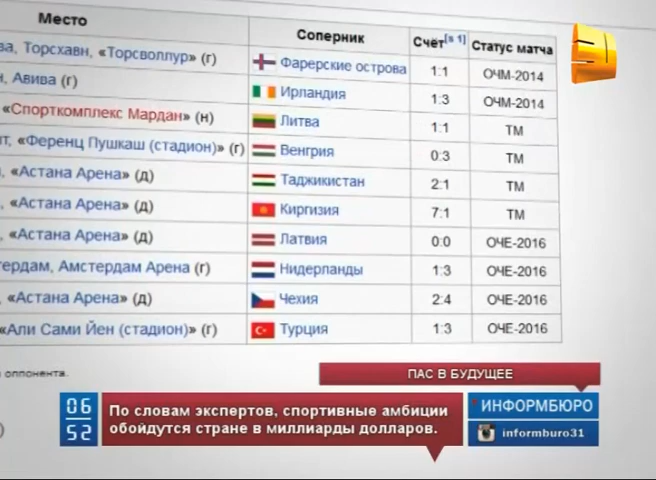 Место Соперник Счёт[в 1] Статус матча
ва, Торсхавн, «Торсволлур» (г) Фарерские острова 1:1 ОЧМ-2014
н, Авива (г) Ирландия 1:3 ОЧМ-2014
«Спорткомплекс Мардан» (н) Литва 1:1 ТМ
т, «Ференц Пушкаш (стадион)» (г) Венгрия 0:3 ТМ
, «Астана Арена» (д) Таджикистан 2:1 ТМ
, «Астана Арена» (д) Киргизия 7:1 ТМ
, «Астана Арена» (д) Латвия 0:0 ОЧЕ-2016
тердам, Амстердам Арена (г) Нидерланды 1:3 ОЧЕ-2016
, «Астана Арена» (д) Чехия 2:4 ОЧЕ-2016
«Али Сами Йен (стадион)» (г) Турция 1:3 ОЧЕ-2016
оппонента.
ПАС В БУДУЩЕЕ
06
52
По словам экспертов, спортивные амбиции
обойдутся стране в миллиарды долларов.
ИНФОРМБЮРО
informburo31